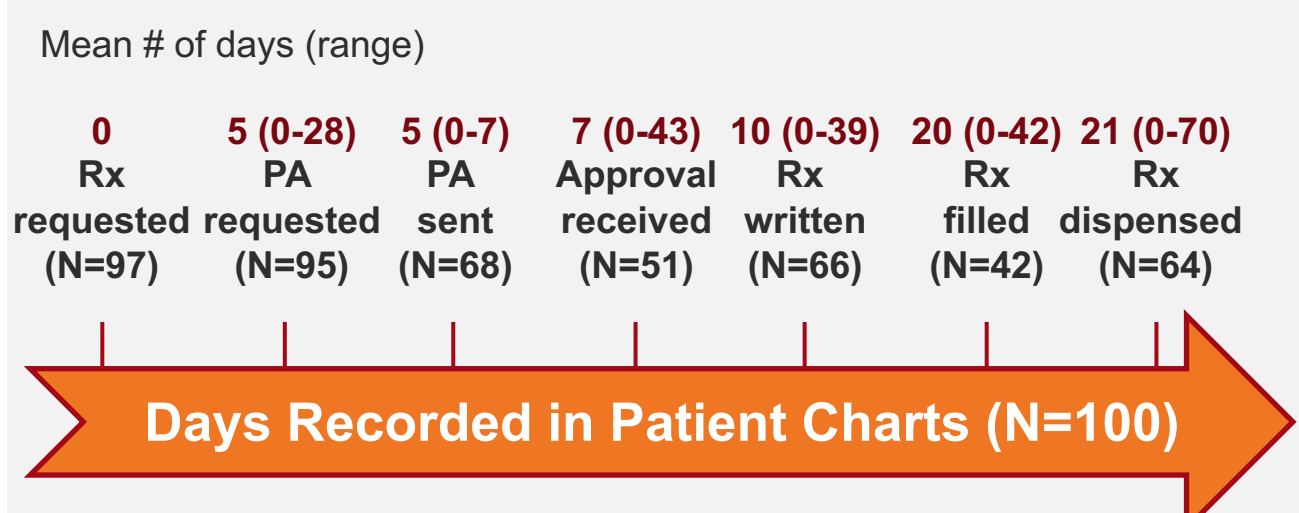 Mean # of days (range)
0 5 (0-28) 5 (0-7) 7 (0-43) 10 (0-39) 20 (0-42) 21 (0-70)
Rx PA PA Approval Rx Rx Rx
requested requested sent received written filled dispensed
(N=97) (N=95) (N=68) (N=51) (N=66) (N=42) (N=64)
Days Recorded in Patient Charts (N=100)